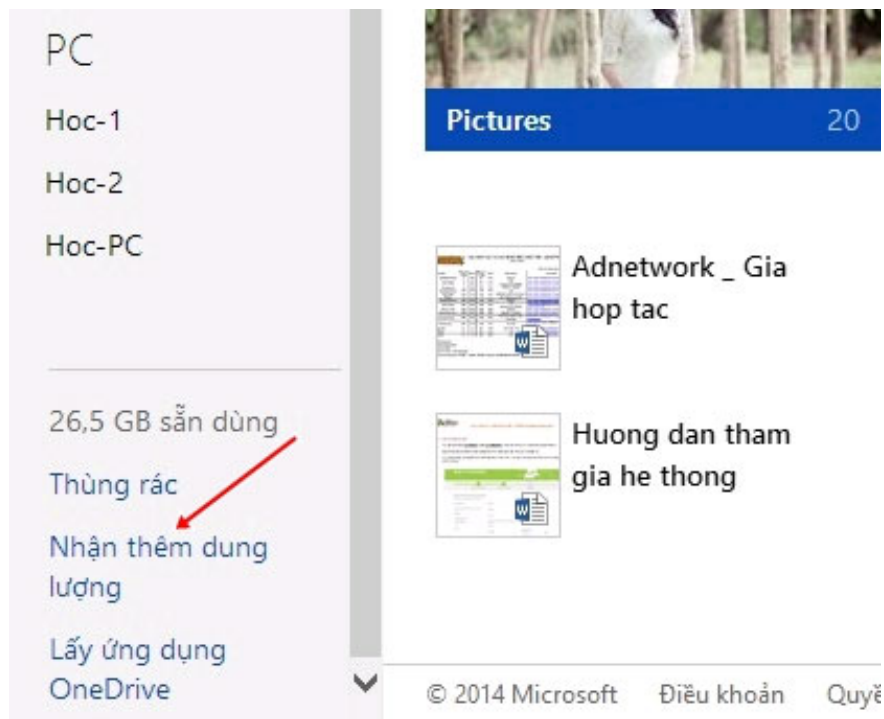 PC
Hoc-1
Hoc-2
Hoc-PC
26,5 GB sẵn dùng
Thùng rác
Nhận thêm dung
lượng
Lấy ứng dụng
OneDrive
Pictures 20
Adnetwork _ Gia
hop tac
Huong dan tham
gia he thong
© 2014 Microsoft Điều khoản